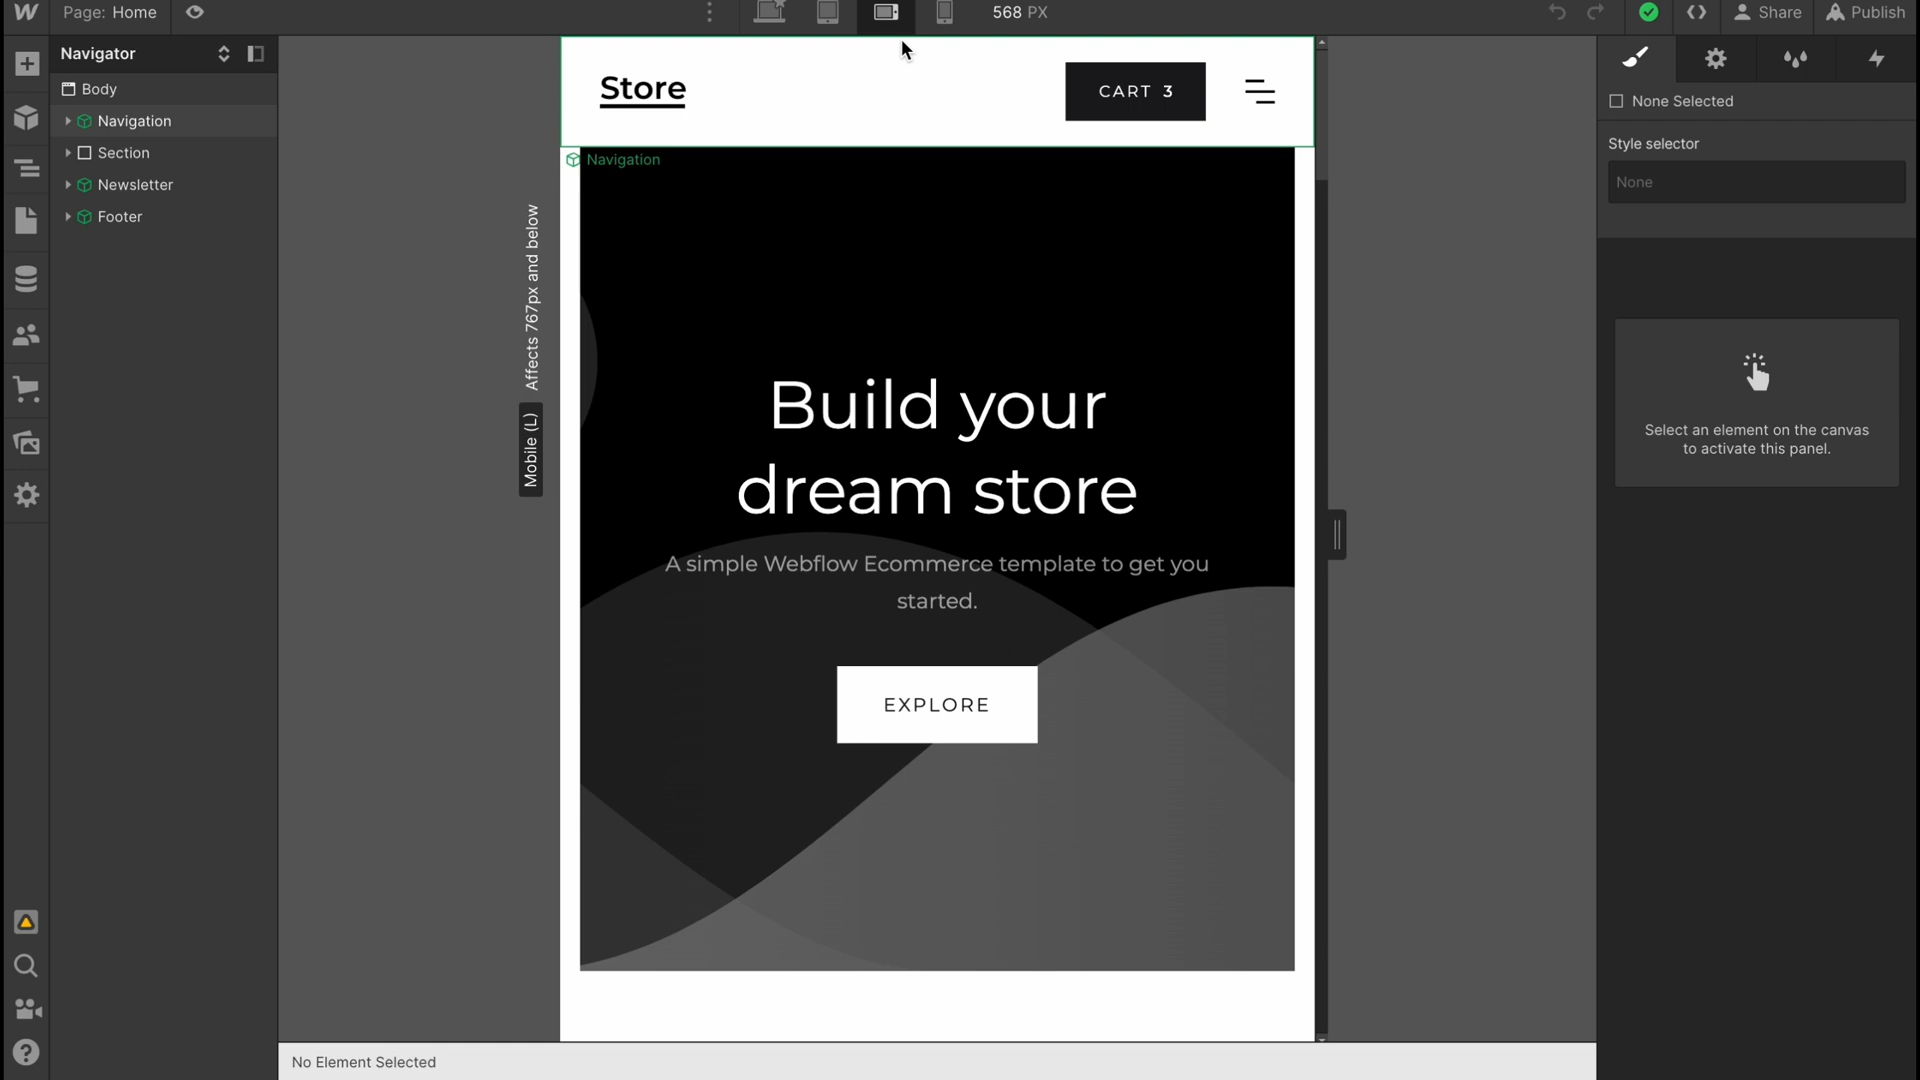 Page: Home
568 PX
Share
Publish
Navigator
Body
Navigation
Section
Newsletter
Footer
Mobile (L) Affects 767px and below
Store
CART 3
Navigation
Build your
dream store
A simple Webflow Ecommerce template to get you
started.
EXPLORE
None Selected
Style selector
None
Select an element on the canvas
to activate this panel.
No Element Selected